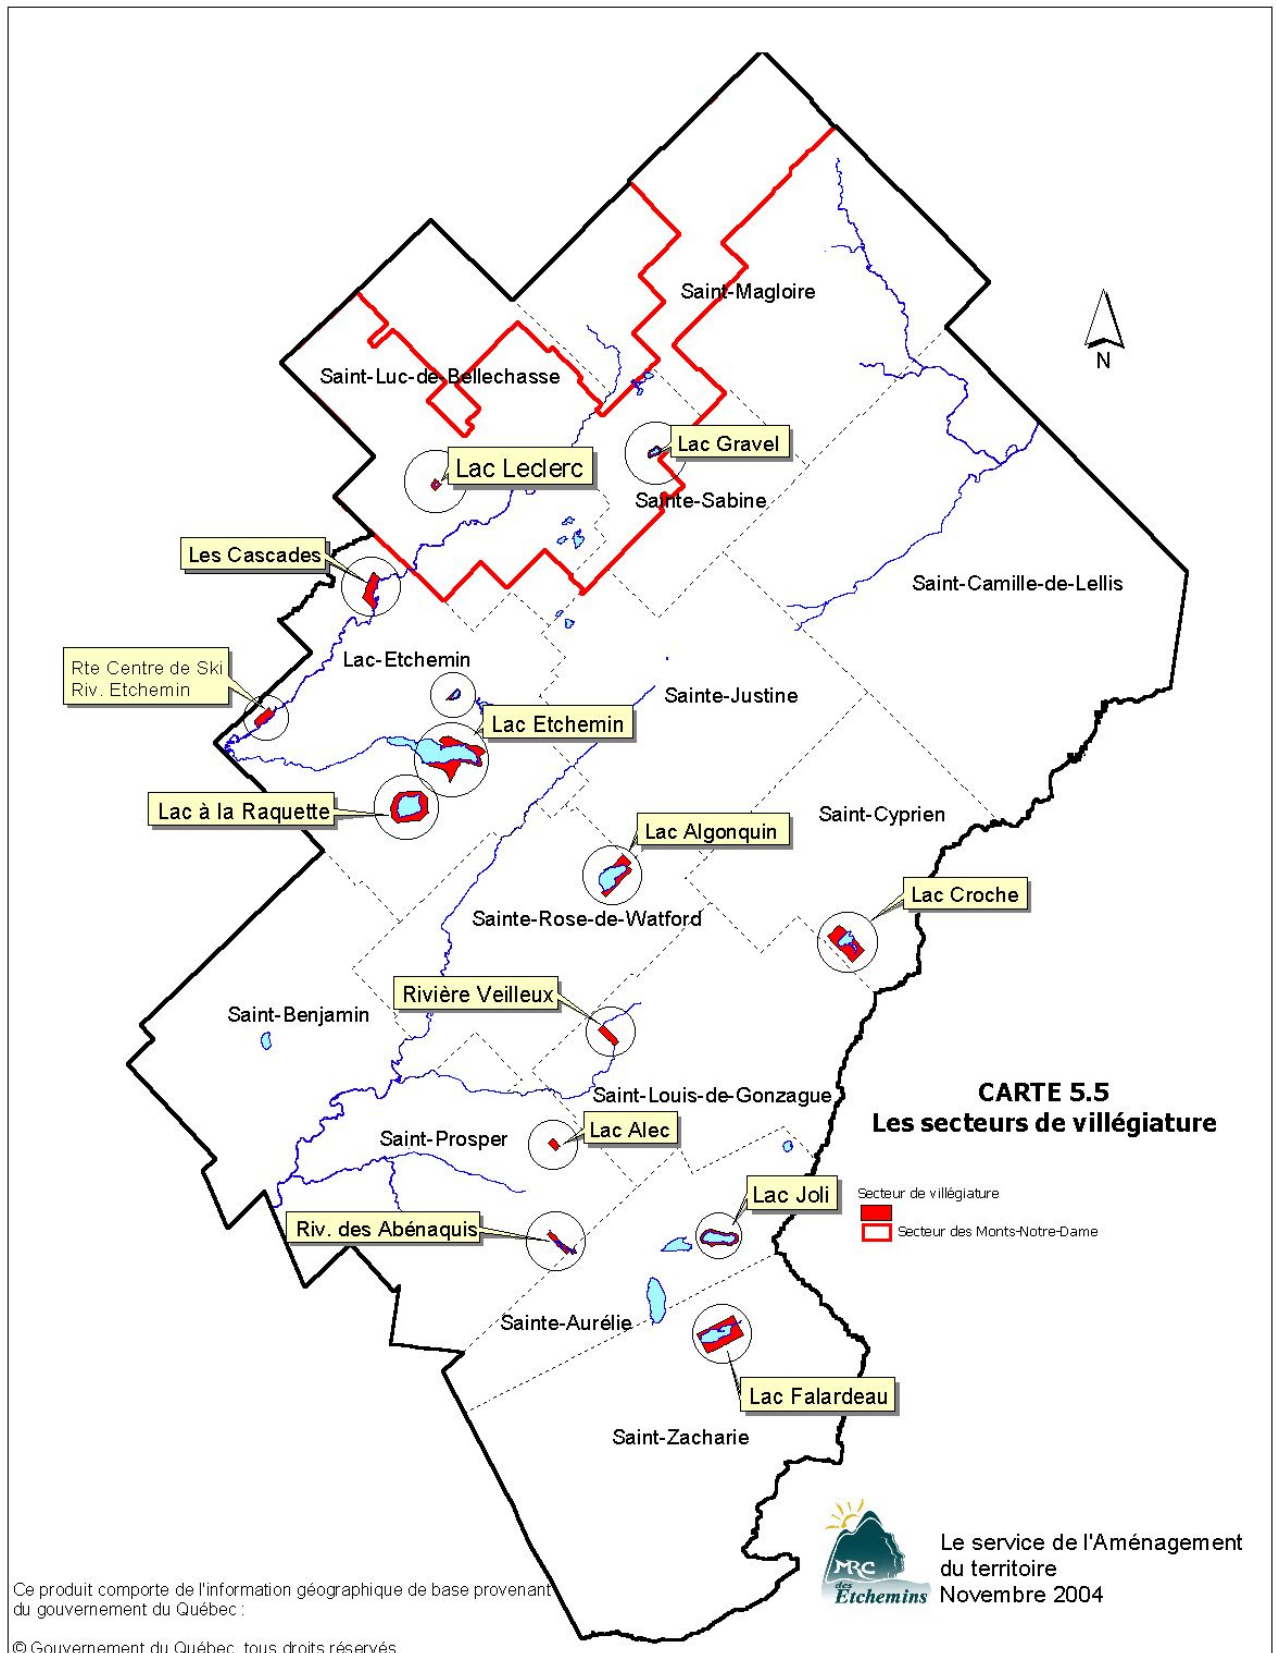 Saint-Magloire
N
Saint-Luc-de-Bellechasse
Lac Gravel
Lac Leclerc
Sainte-Sabine
Les Cascades
Saint-Camille-de-Lellis
Lac-Etchemin
Rte Centre de Ski
Riv. Etchemin
Sainte-Justine
Lac Etchemin
Lac à la Raquette
Saint-Cyprien
Lac Algonquin
Lac Croche
Sainte-Rose-de-Watford
Rivière Veilleux
Saint-Benjamin
Saint-Louis-de-Gonzague
CARTE 5.5
Les secteurs de villégiature
Lac Alec
Saint-Prosper
Lac Joli
Secteur de villégiature
Secteur des Monts-Notre-Dame
Riv. des Abénaquis
Sainte-Aurélie
Lac Falardeau
Saint-Zacharie
MRC
des
Etchemins
Le service de l'Aménagement
du territoire
Novembre 2004
Ce produit comporte de l'information géographique de base provenant
du gouvernement du Québec :
© Gouvernement du Québec, tous droits réservés